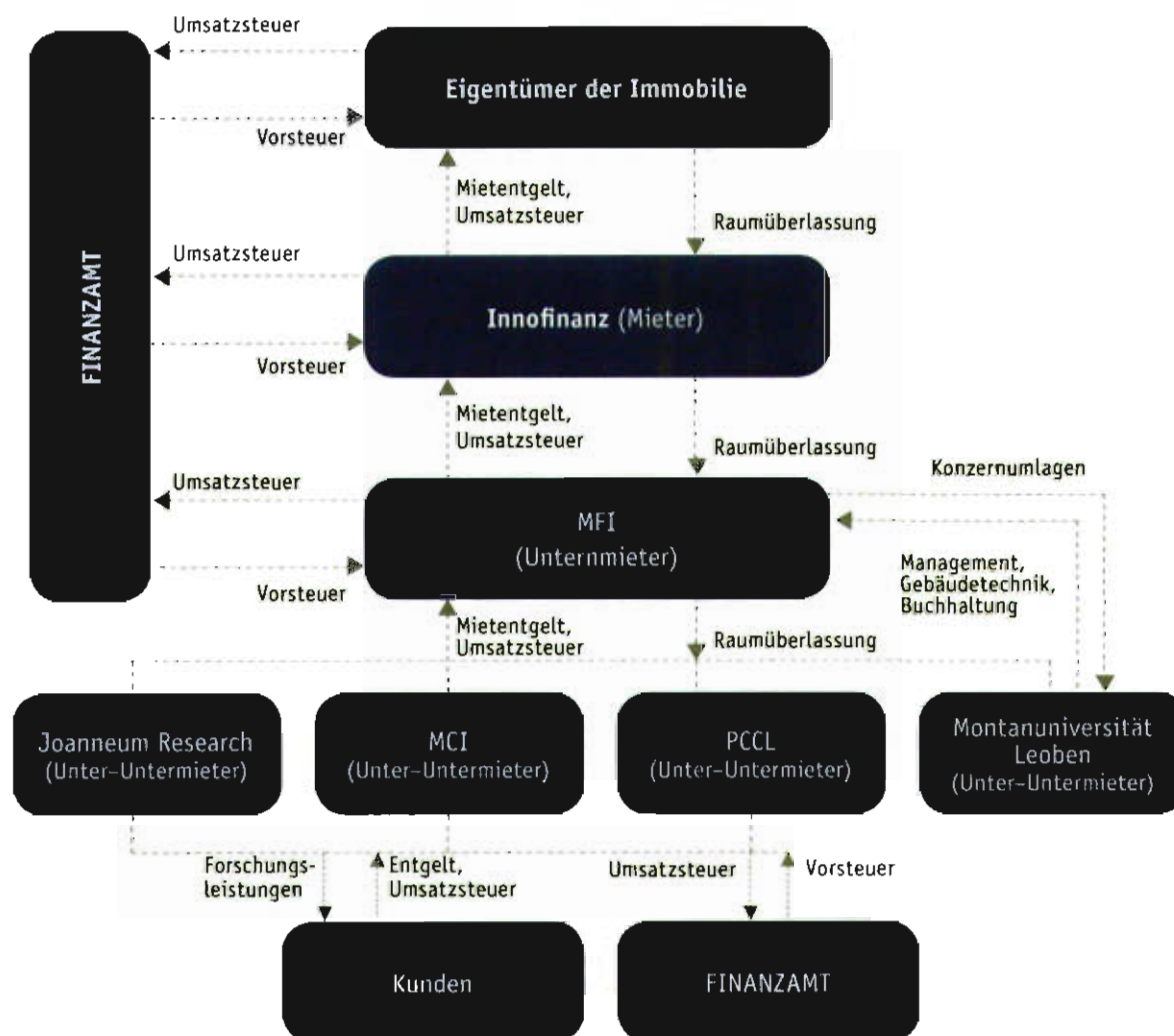 Umsatzsteuer
Eigentümer der Immobilie
Vorsteuer
FINANZAMT
Mietentgelt,
Umsatzsteuer
Raumüberlassung
Umsatzsteuer
Innofinanz (Mieter)
Vorsteuer
Mietentgelt,
Umsatzsteuer
Raumüberlassung
Umsatzsteuer
Konzernumlagen
MFI
(Unternmieter)
Vorsteuer
Management,
Gebäudetechnik,
Buchhaltung
Mietentgelt,
Umsatzsteuer
Raumüberlassung
Joanneum Research
(Unter-Untermieter)
MCI
(Unter-Untermieter)
PCCL
(Unter-Untermieter)
Montanuniversität
Leoben
(Unter-Untermieter)
Forschungs-
leistungen
Entgelt,
Umsatzsteuer
Umsatzsteuer
Vorsteuer
Kunden
FINANZAMT